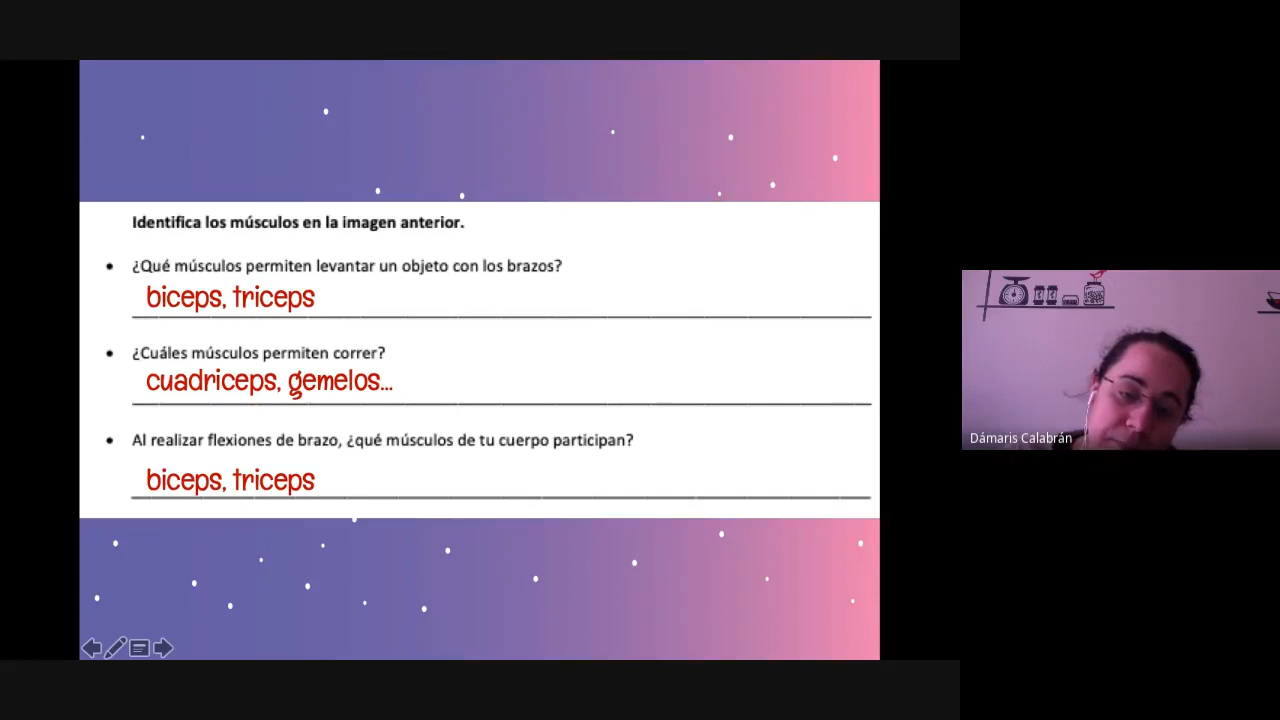 Identifica los músculos en la imagen anterior.
• ¿Qué músculos permiten levantar un objeto con los brazos?
biceps, triceps
• ¿Cuáles músculos permiten correr?
cuadriceps, gemelos...
• Al realizar flexiones de brazo, ¿qué músculos de tu cuerpo participan?
biceps, triceps
Dámaris Calabrán